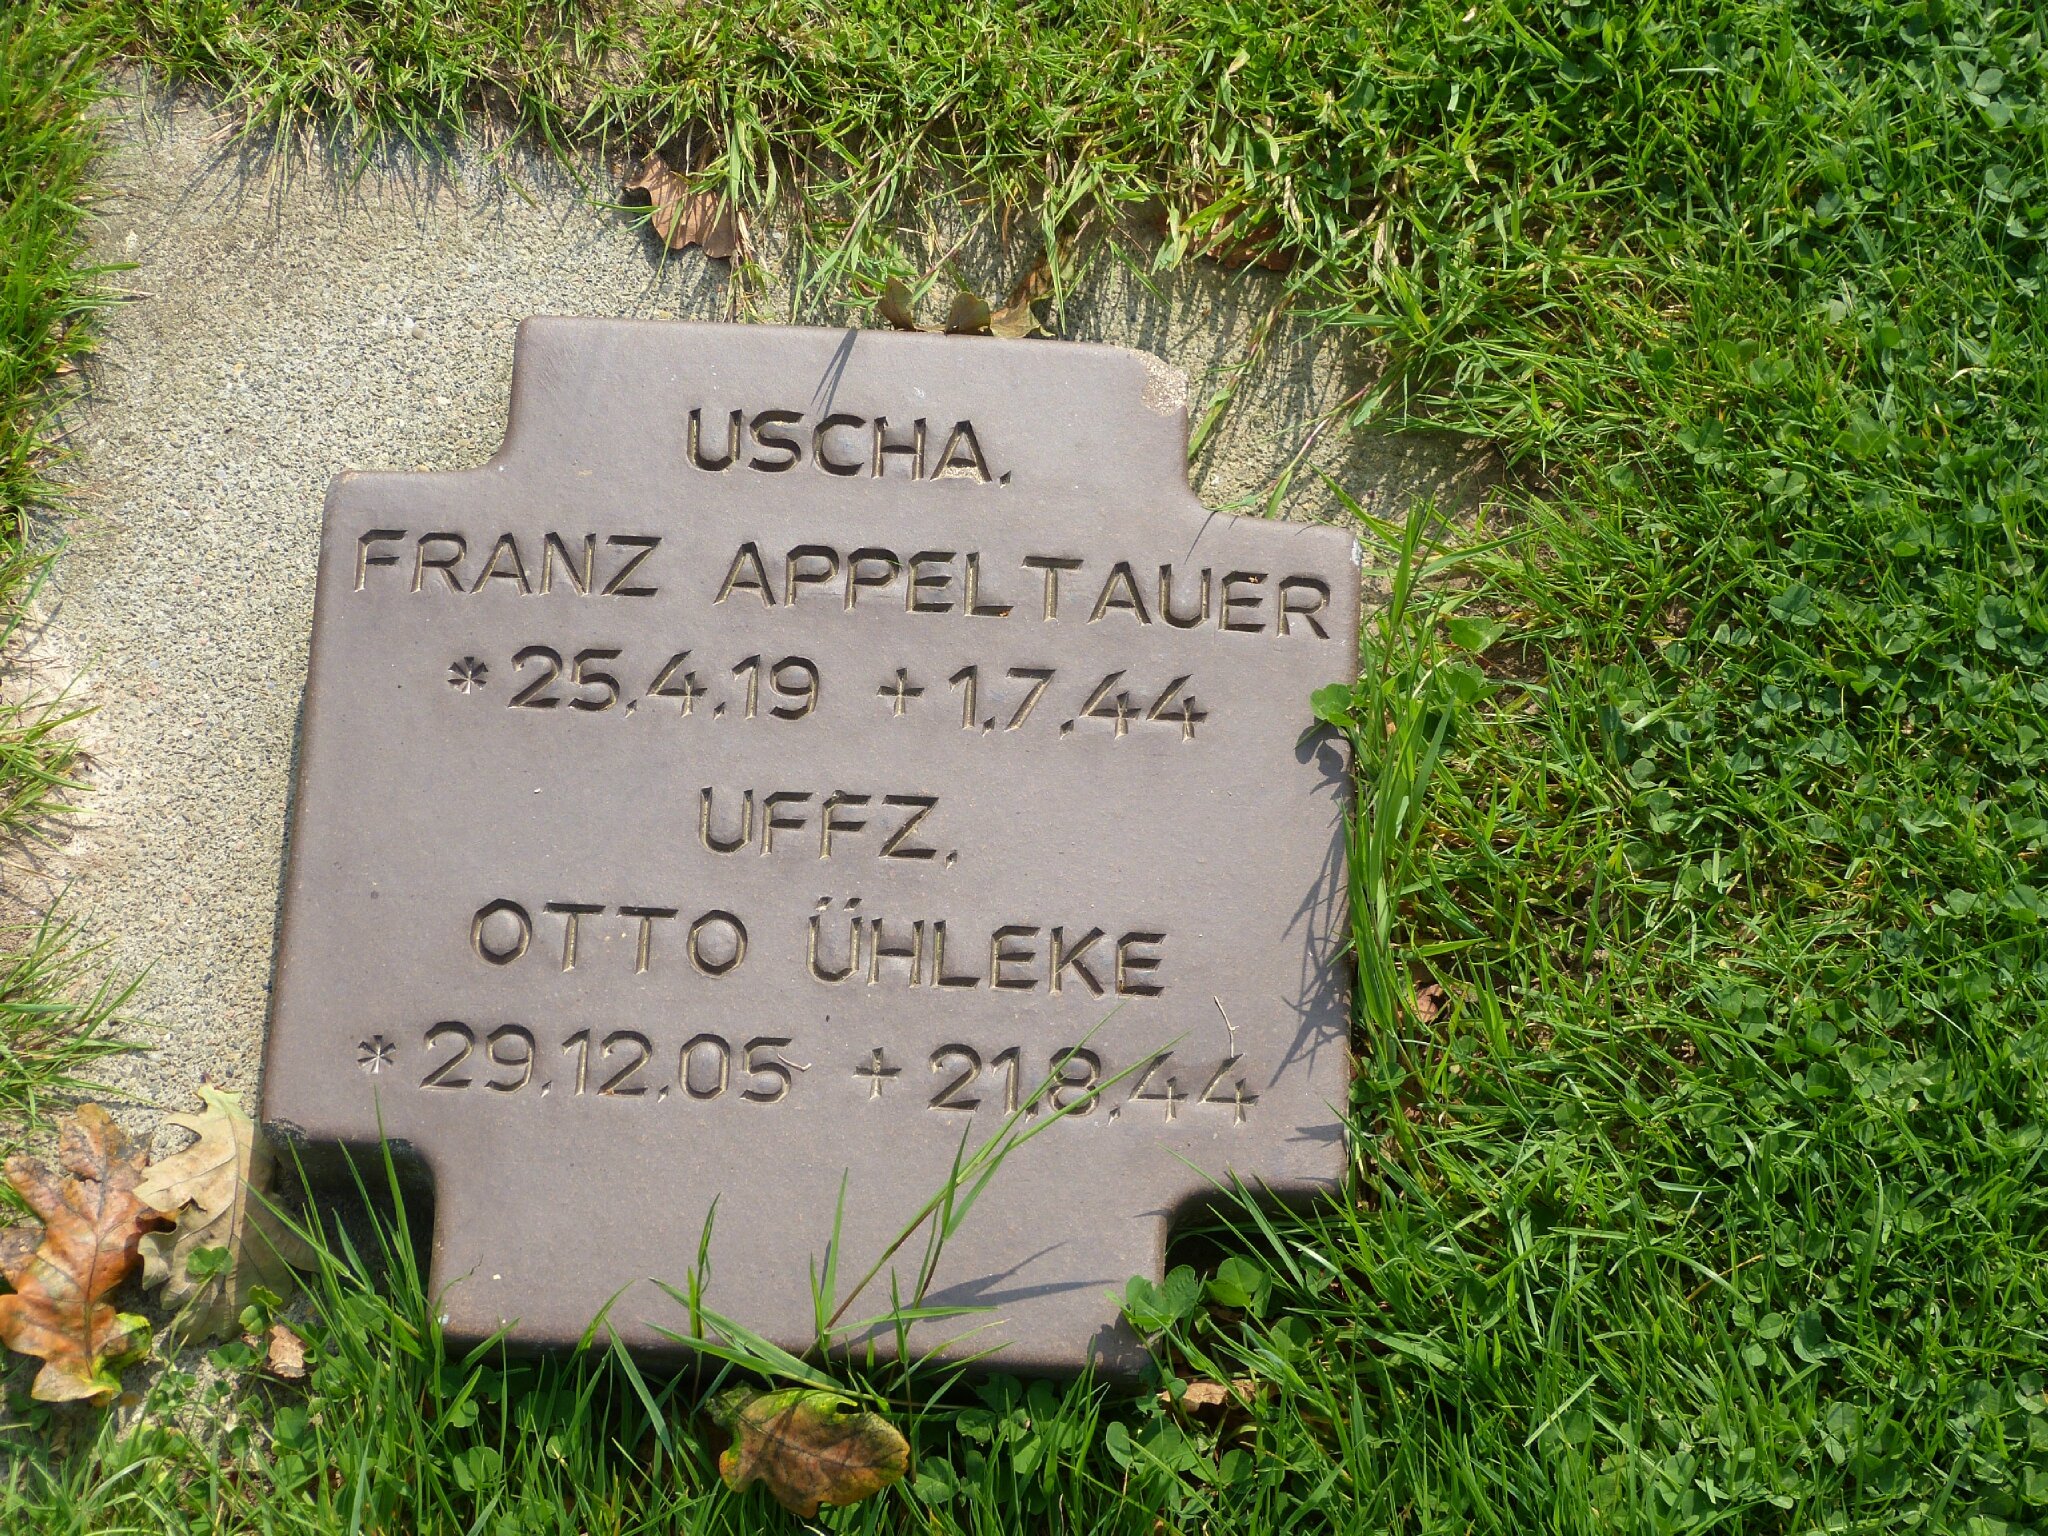 USCHA.
FRANZ APPELTAUER
* 25.4.19 + 1.7.44
UFFZ.
OTTO ÜHLEKE
* 29.12.05 + 21.8.44